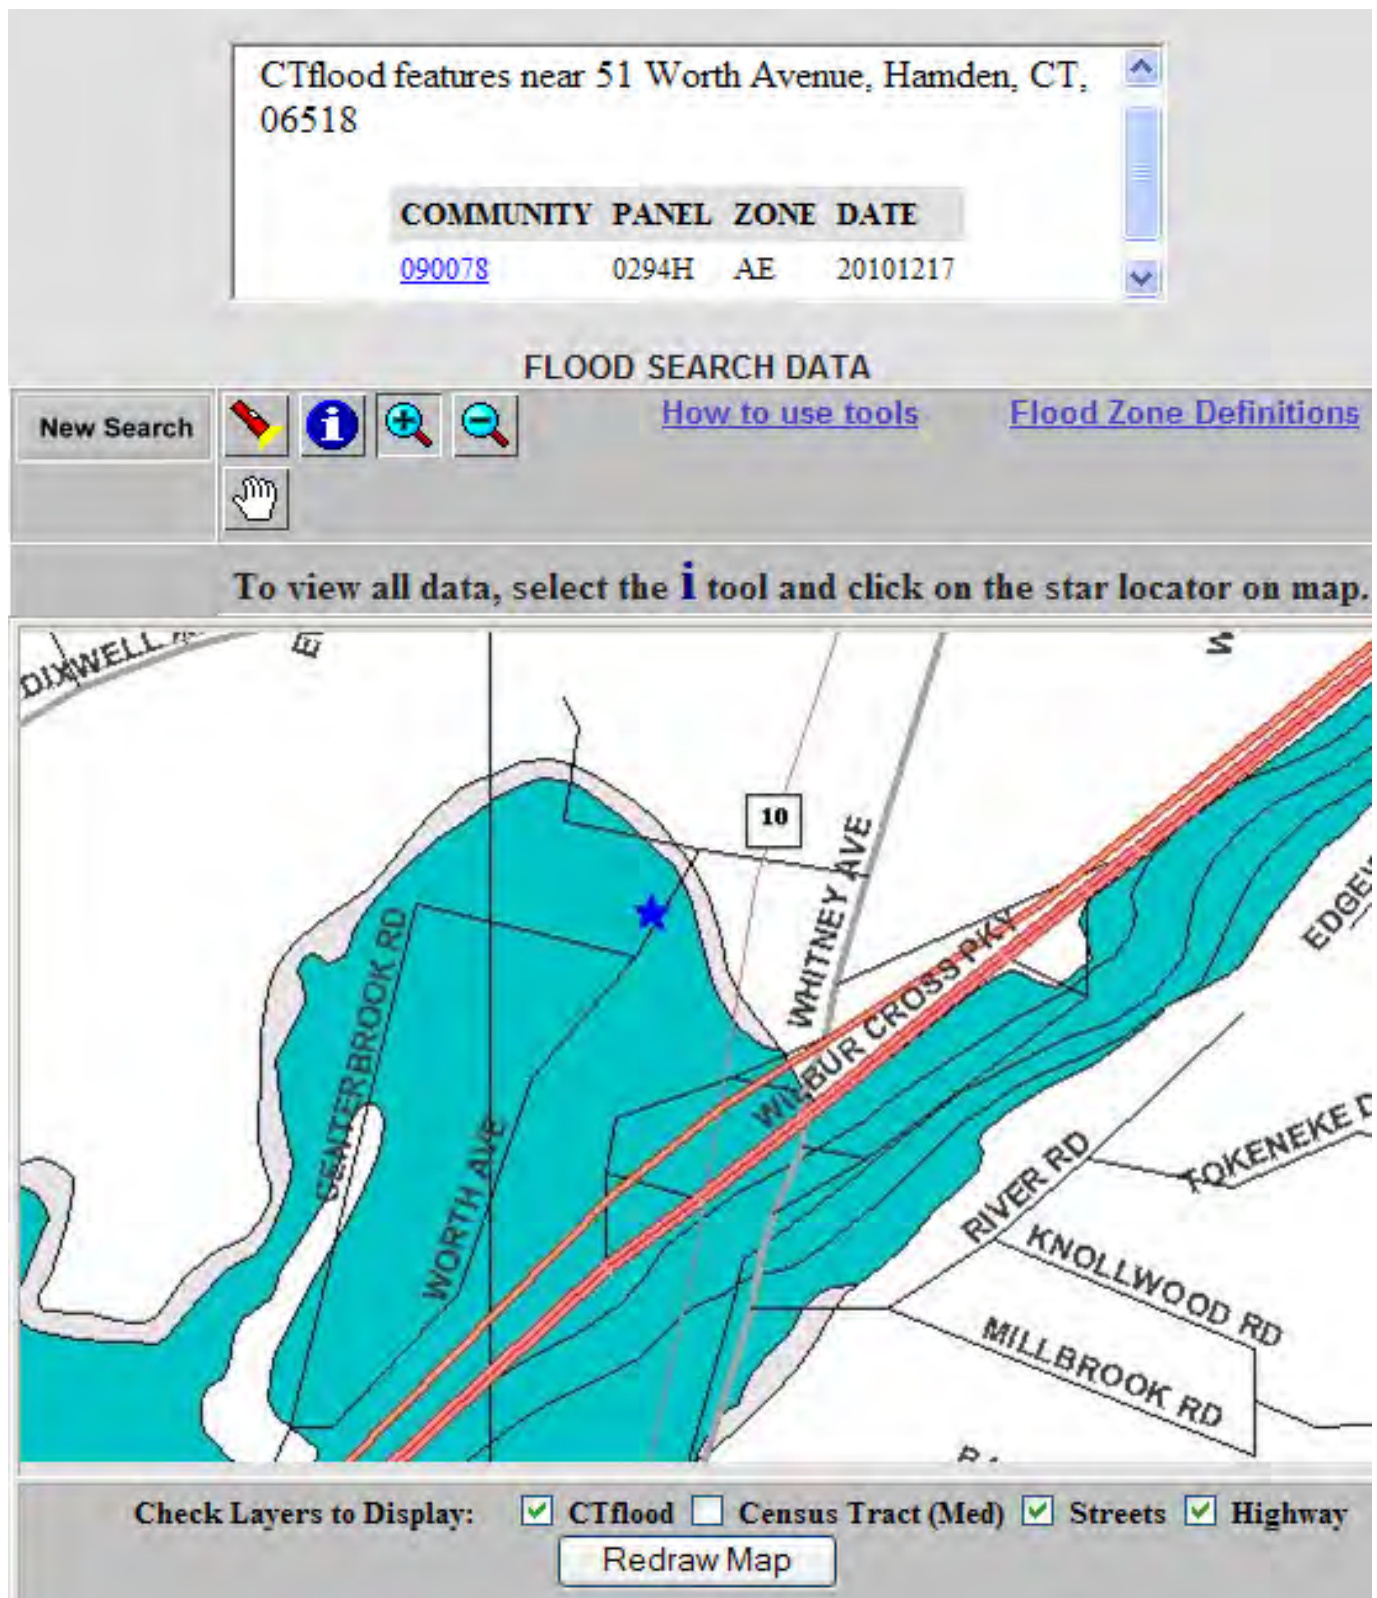 CTflood features near 51 Worth Avenue, Hamden, CT,
06518
COMMUNITY PANEL ZONE DATE
090078 0294H AE 20101217
FLOOD SEARCH DATA
New Search
How to use tools
Flood Zone Definitions
To view all data, select the i tool and click on the star locator on map.
DIXWELL
10
WHITNEY AVE
EDGEW
CENTERBROOK RD
WILBUR CROSS PKY
WORTH AVE
RIVER RD
TOKENEKE D
KNOLLWOOD RD
MILLBROOK RD
Check Layers to Display: CTflood Census Tract (Med) Streets Highway
Redraw Map